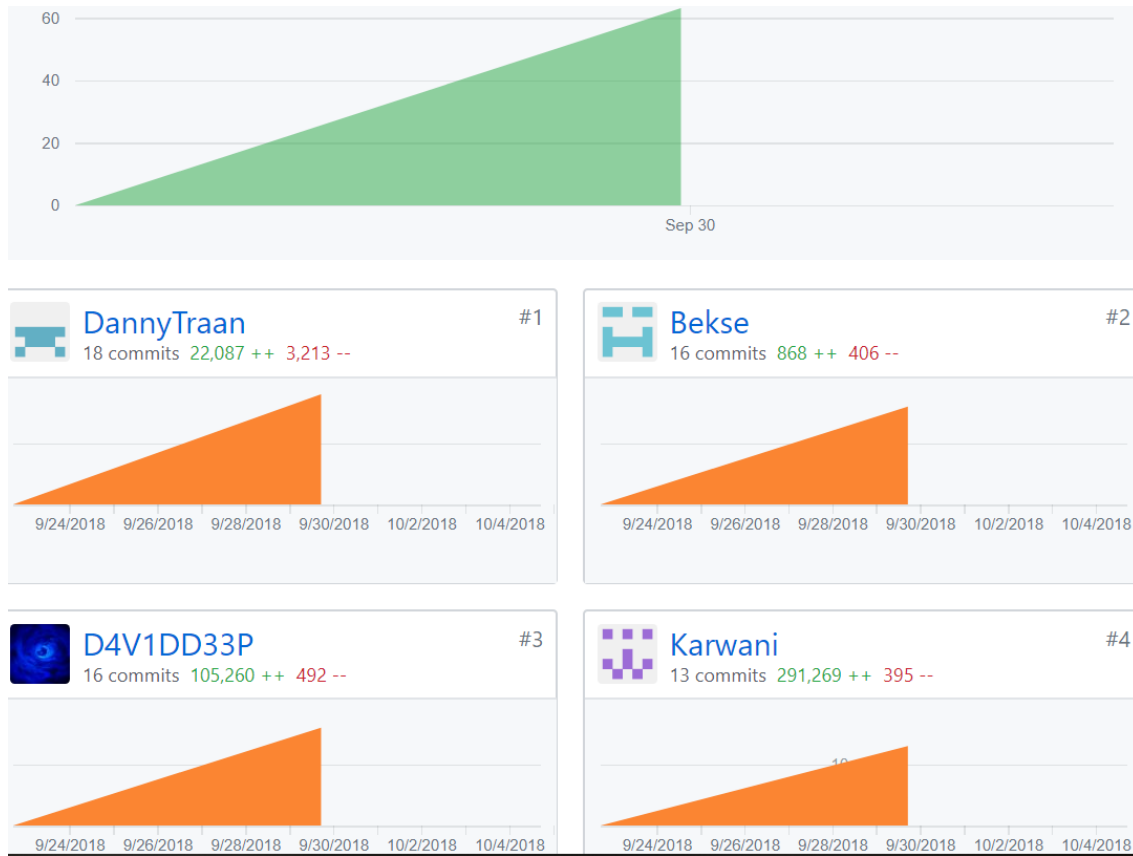 60
40
20
0
Sep 30
DannyTraan #1
18 commits 22,087 ++ 3,213 --
9/24/2018 9/26/2018 9/28/2018 9/30/2018 10/2/2018 10/4/2018
Bekse #2
16 commits 868 ++ 406 --
9/24/2018 9/26/2018 9/28/2018 9/30/2018 10/2/2018 10/4/2018
D4V1DD33P #3
16 commits 105,260 ++ 492 --
9/24/2018 9/26/2018 9/28/2018 9/30/2018 10/2/2018 10/4/2018
Karwani #4
13 commits 291,269 ++ 395 --
10
9/24/2018 9/26/2018 9/28/2018 9/30/2018 10/2/2018 10/4/2018